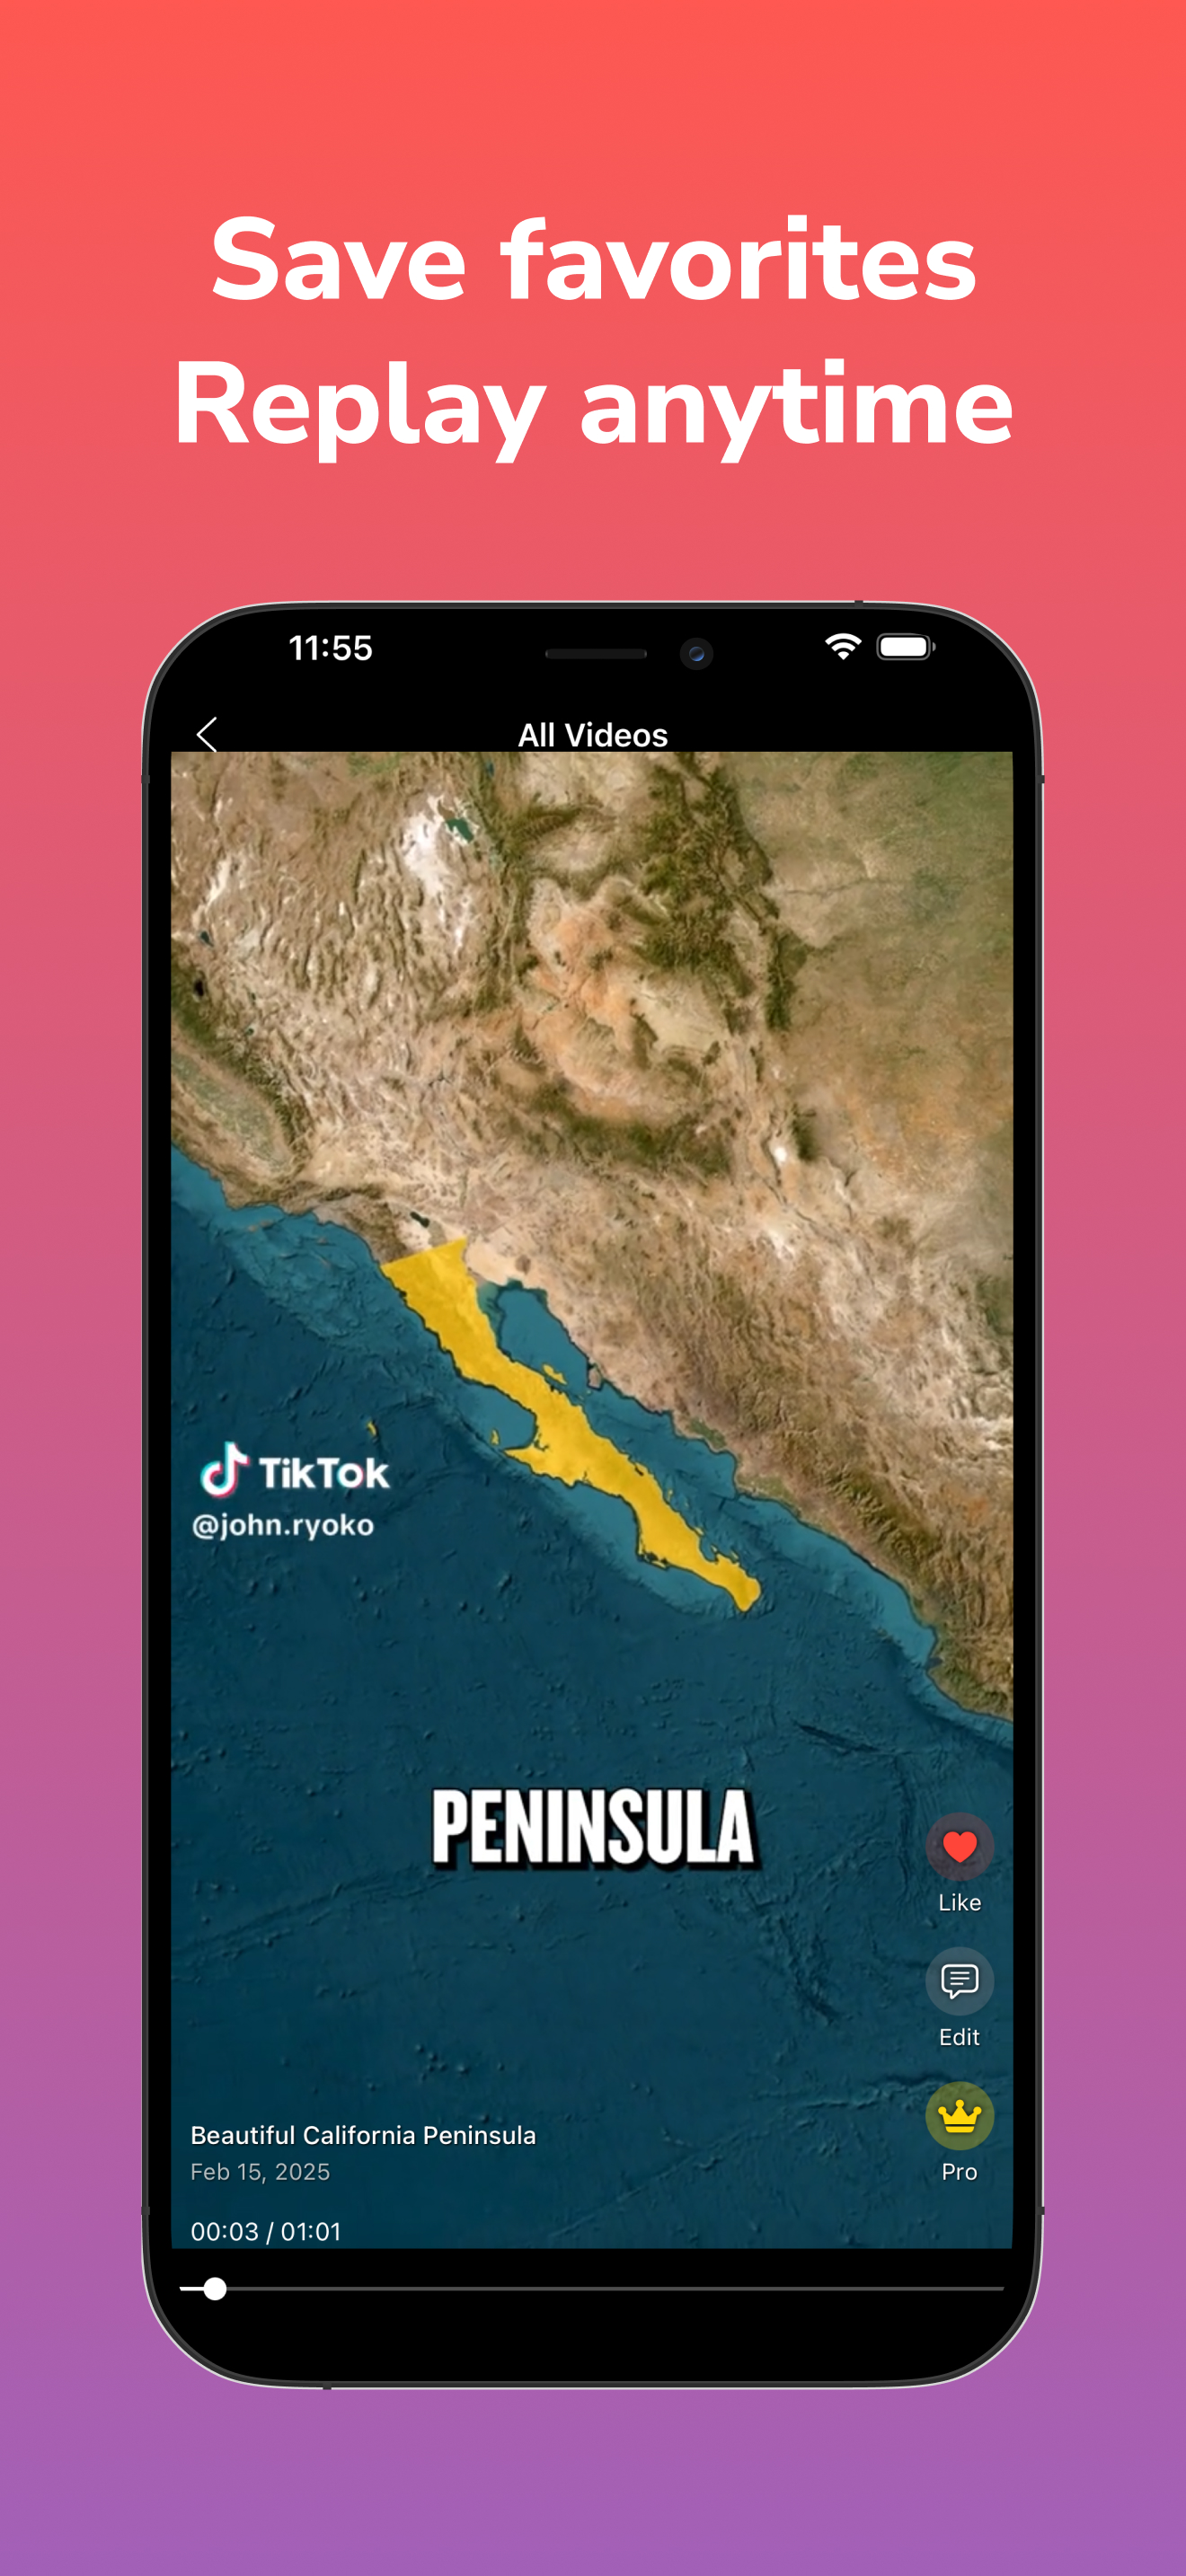 Save favorites
Replay anytime
11:55
All Videos
TikTok
@john.ryoko
PENINSULA
Like
Edit
Pro
Beautiful California Peninsula
Feb 15, 2025
00:03 / 01:01